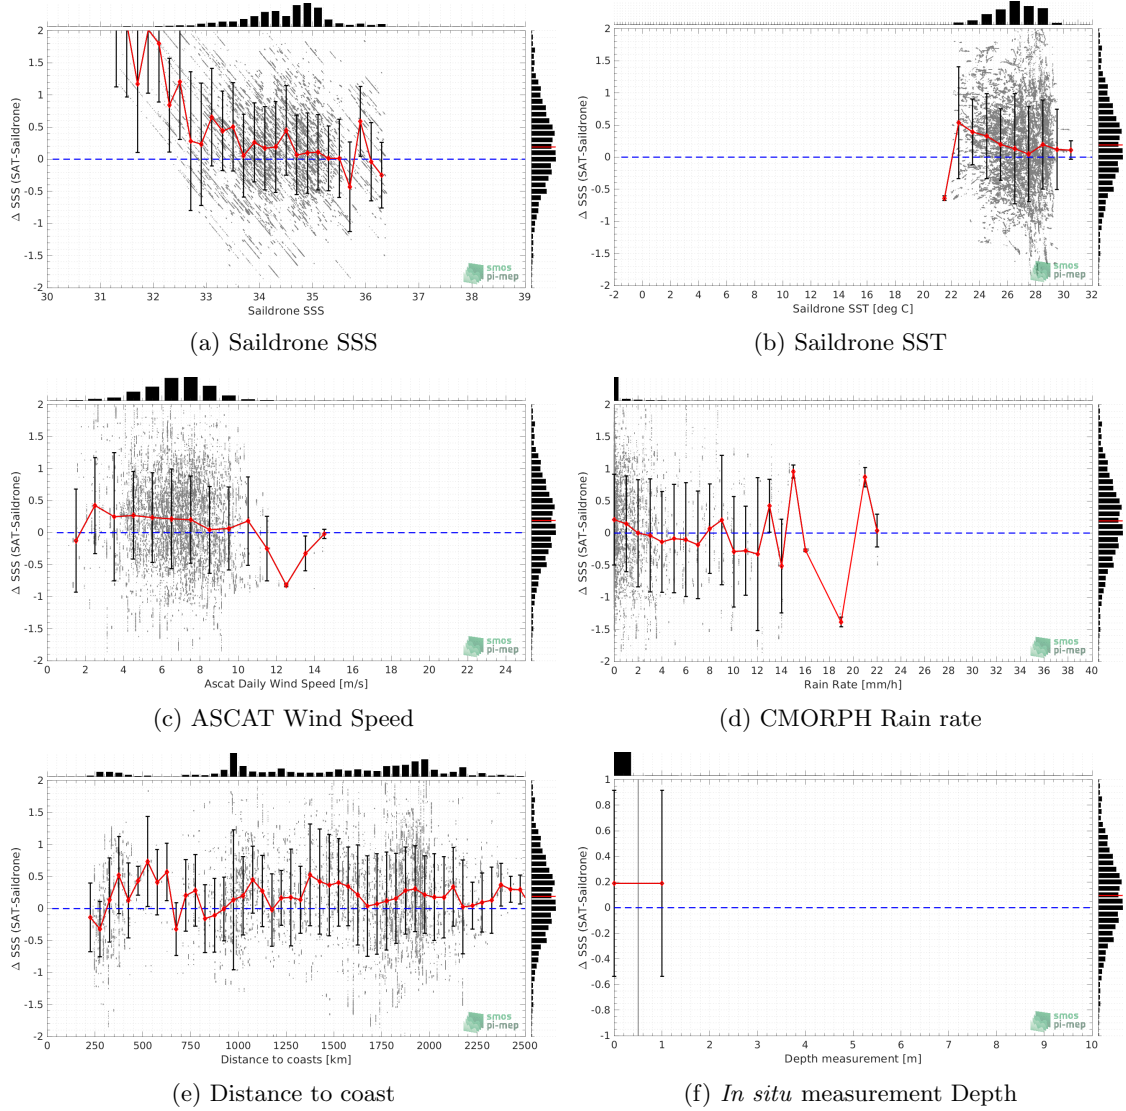 2
1.5
1
0.5
0
-0.5
-1
-1.5
-2
Δ SSS (SAT-Saildrone)
30 31 32 33 34 35 36 37 38 39
Saildrone SSS
smos
pi-mep
(a) Saildrone SSS
2
1.5
1
0.5
0
-0.5
-1
-1.5
-2
Δ SSS (SAT-Saildrone)
-2 0 2 4 6 8 10 12 14 16 18 20 22 24 26 28 30 32
Saildrone SST [deg C]
smos
pi-mep
(b) Saildrone SST
2
1.5
1
0.5
0
-0.5
-1
-1.5
-2
Δ SSS (SAT-Saildrone)
0 2 4 6 8 10 12 14 16 18 20 22 24
Ascat Daily Wind Speed [m/s]
smos
pi-mep
(c) ASCAT Wind Speed
2
1.5
1
0.5
0
-0.5
-1
-1.5
-2
Δ SSS (SAT-Saildrone)
0 2 4 6 8 10 12 14 16 18 20 22 24 26 28 30 32 34 36 38 40
Rain Rate [mm/h]
smos
pi-mep
(d) CMORPH Rain rate
2
1.5
1
0.5
0
-0.5
-1
-1.5
-2
Δ SSS (SAT-Saildrone)
0 250 500 750 1000 1250 1500 1750 2000 2250 2500
Distance to coasts [km]
smos
pi-mep
(e) Distance to coast
1
0.8
0.6
0.4
0.2
0
-0.2
-0.4
-0.6
-0.8
-1
Δ SSS (SAT-Saildrone)
0 1 2 3 4 5 6 7 8 9 10
Depth measurement [m]
smos
pi-mep
(f) In situ measurement Depth